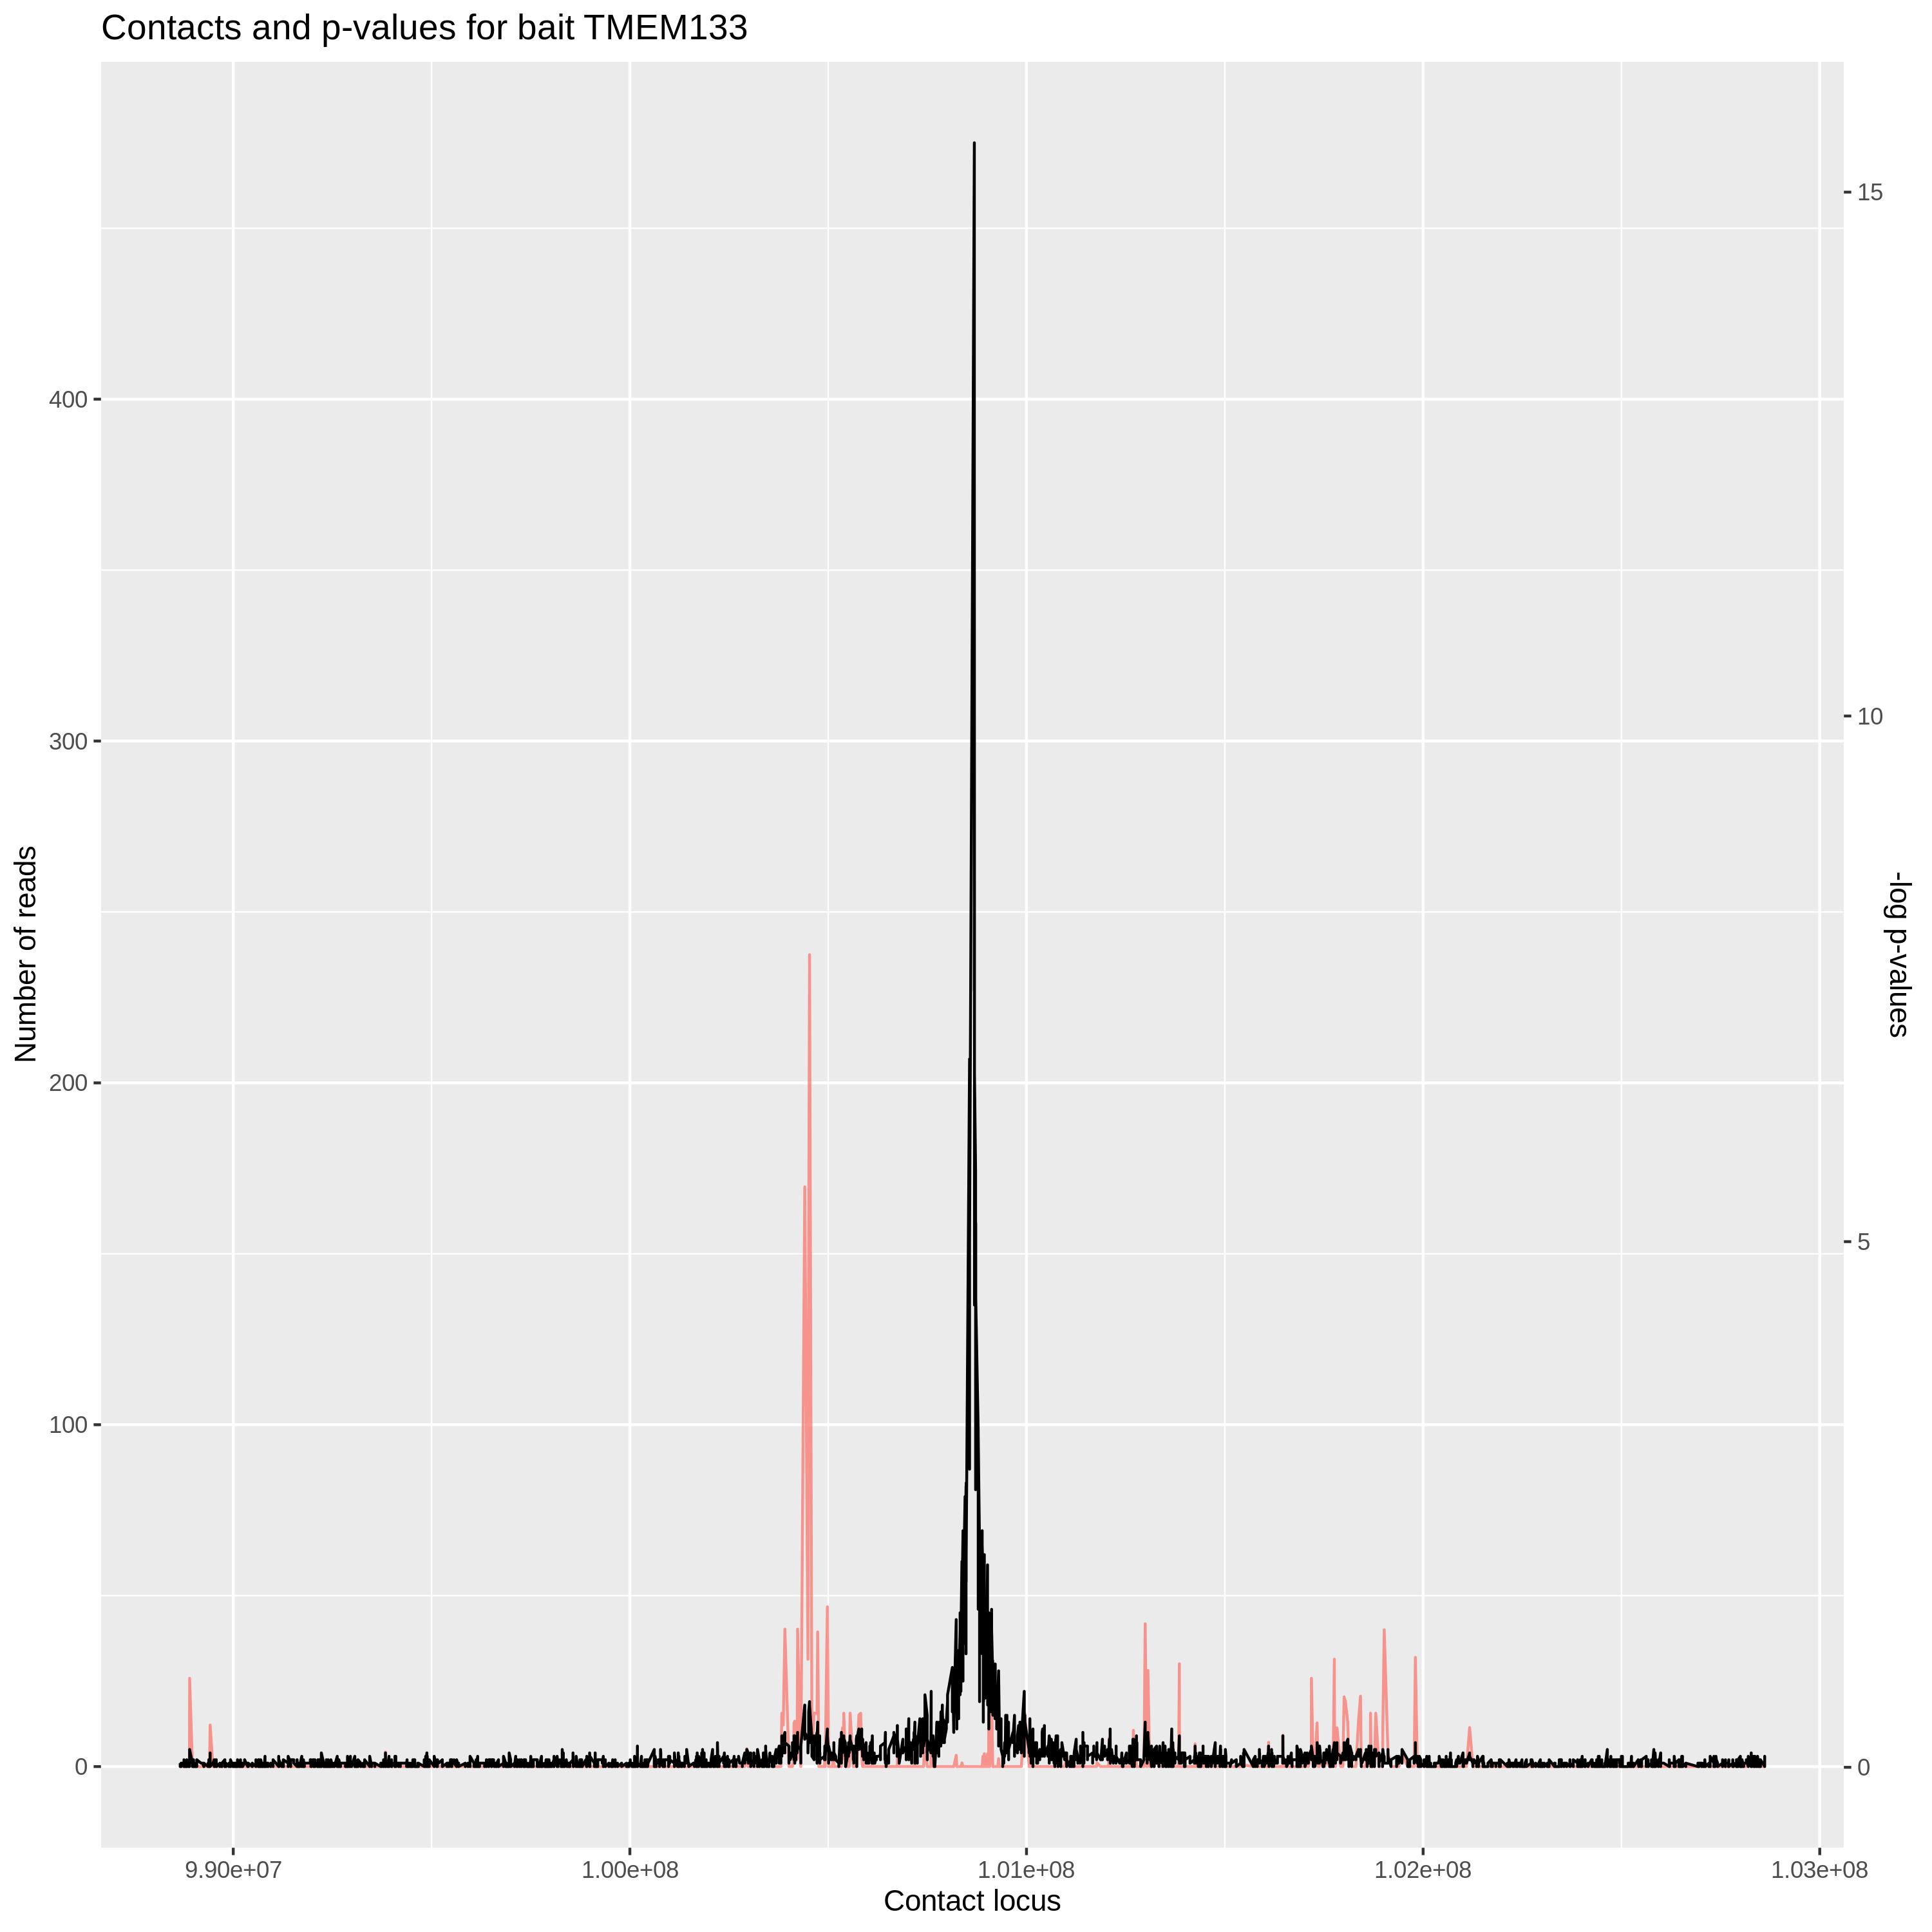 Contacts and p-values for bait TMEM133
Number of reads
400
300
200
100
0
15
10
5
0
-log p-values
9.90e+07 1.00e+08 1.01e+08 1.02e+08 1.03e+08
Contact locus